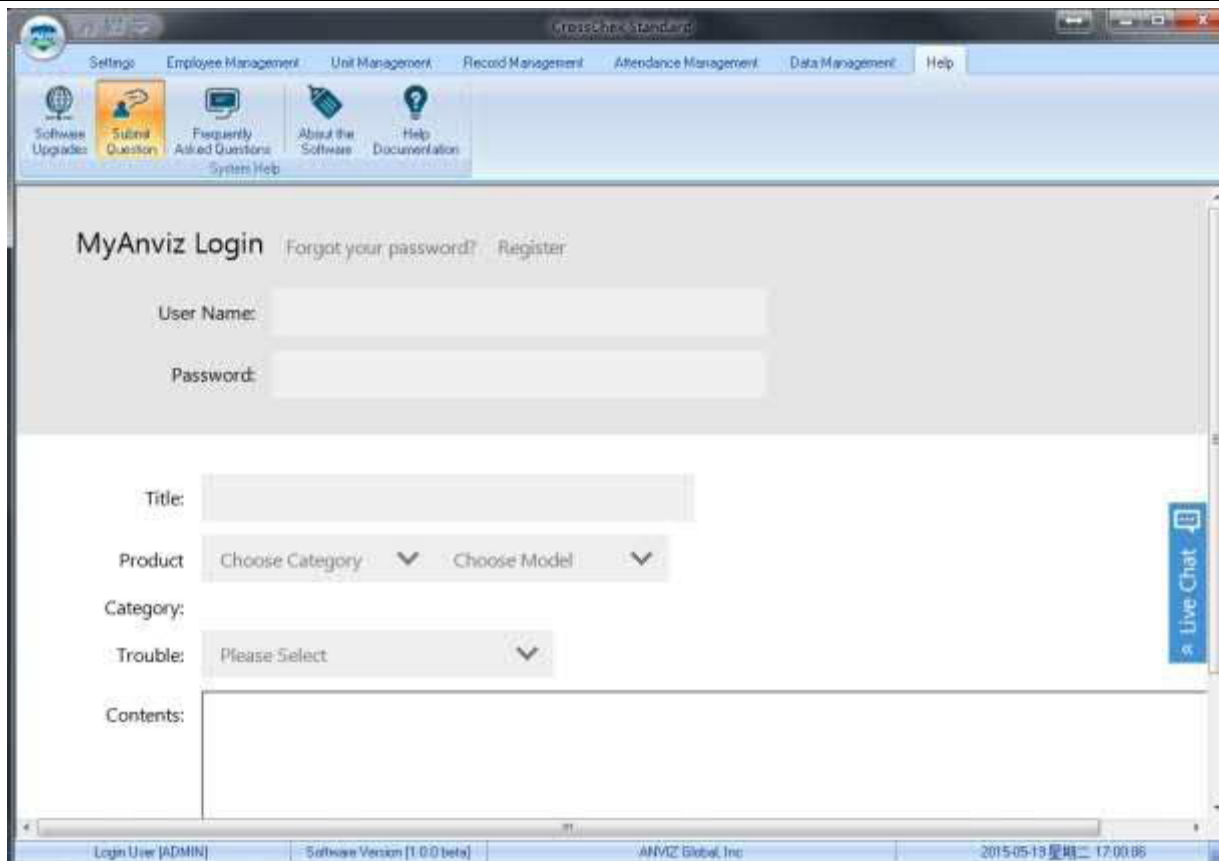 Crosschex Standard
Settings Employee Management Unit Management Record Management Attendance Management Data Management Help
Software Upgrades
Submit Question
Frequently Asked Questions
About the Software
Help Documentation
System Help
MyAnviz Login Forgot your password? Register
User Name:
Password:
Title:
Product Choose Category Choose Model
Category:
Trouble: Please Select
Contents:
« Live Chat
Login User [ADMIN] Software Version [1.0.0 beta] ANVIZ Global, Inc 2015-05-19 星期二 17:00:06